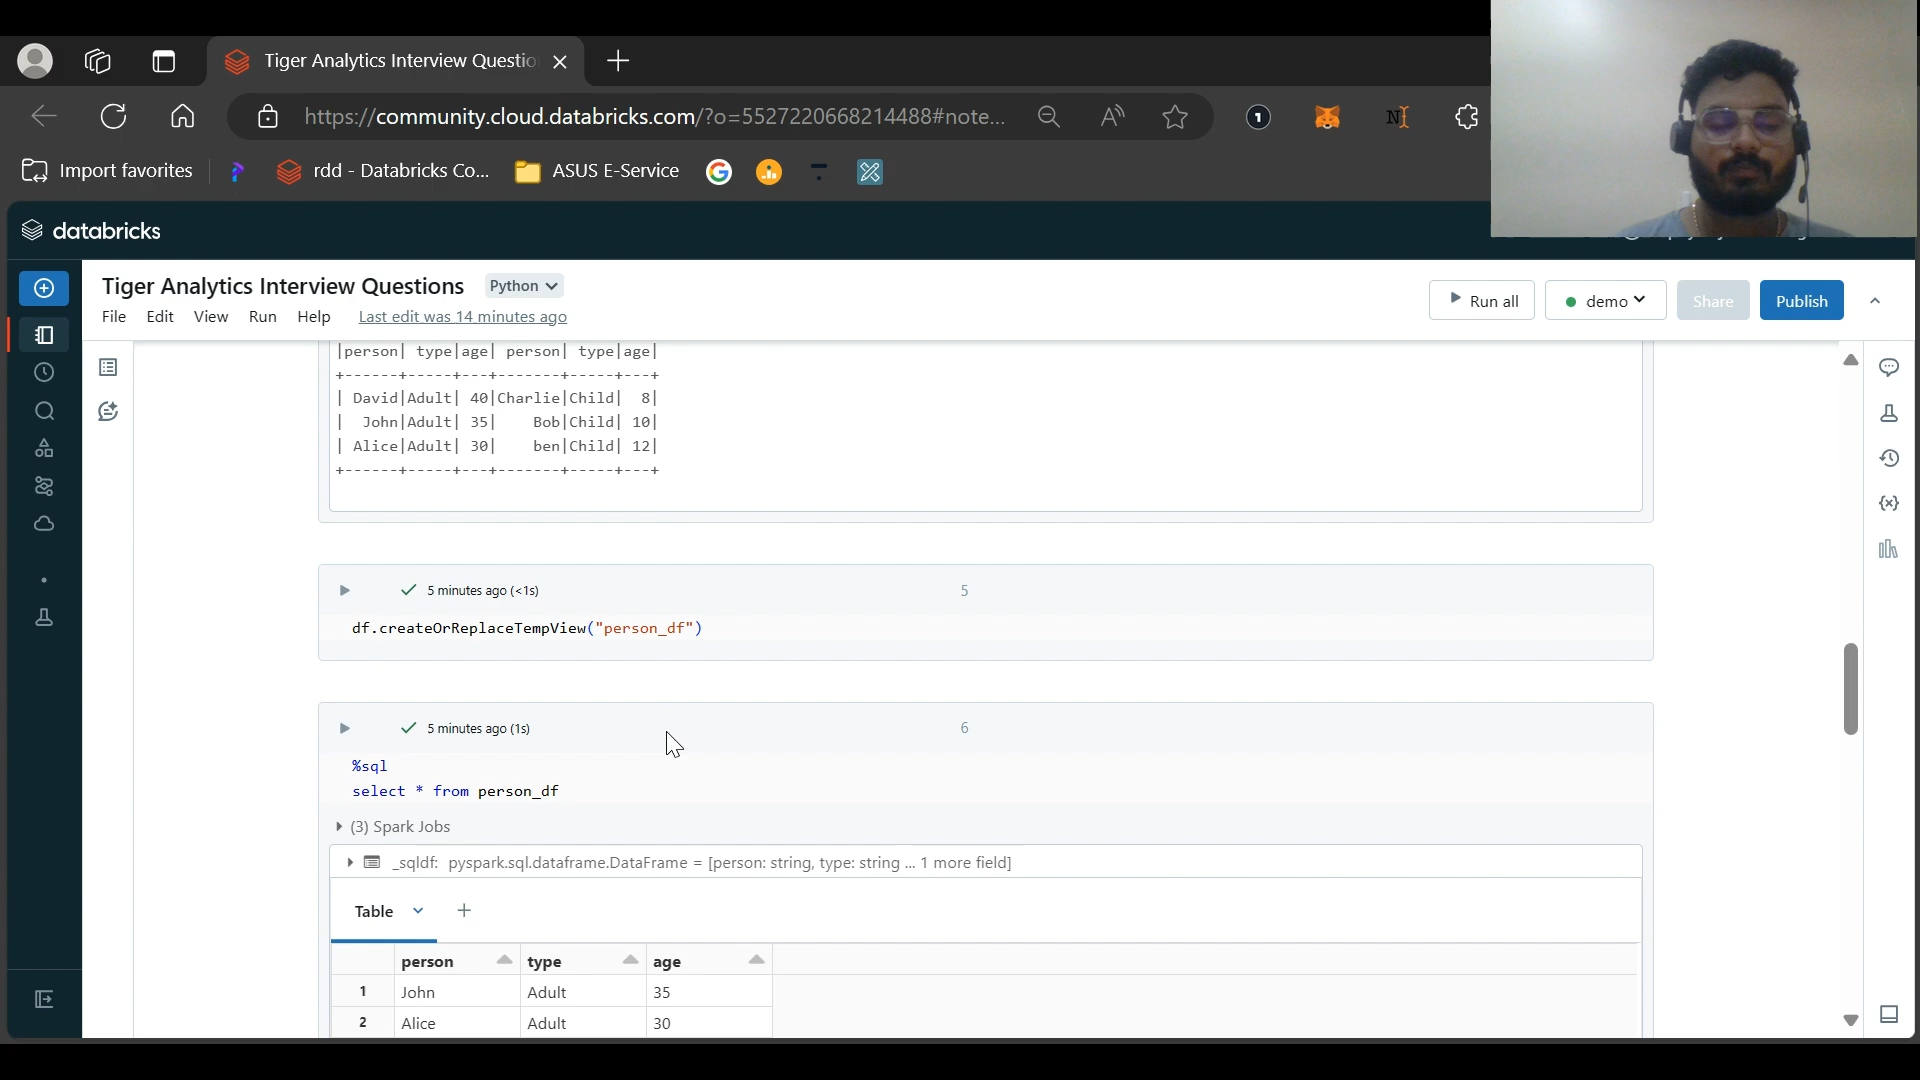 Tiger Analytics Interview Questio
https://community.cloud.databricks.com/?o=5527220668214488#note...
Import favorites
rdd - Databricks Co...
ASUS E-Service
databricks
Tiger Analytics Interview Questions
Python
File Edit View Run Help Last edit was 14 minutes ago
Run all
demo
Share
Publish
|person| type|age| person| type|age|
+------+-----+---+-------+-----+---+
| David|Adult| 40|Charlie|Child| 8|
| John|Adult| 35| Bob|Child| 10|
| Alice|Adult| 30| ben|Child| 12|
+------+-----+---+-------+-----+---+
5 minutes ago (<1s)
5
df.createOrReplaceTempView("person_df")
5 minutes ago (1s)
6
%sql
select * from person_df
(3) Spark Jobs
_sqldf: pyspark.sql.dataframe.DataFrame = [person: string, type: string ... 1 more field]
Table
person type age
1 John Adult 35
2 Alice Adult 30